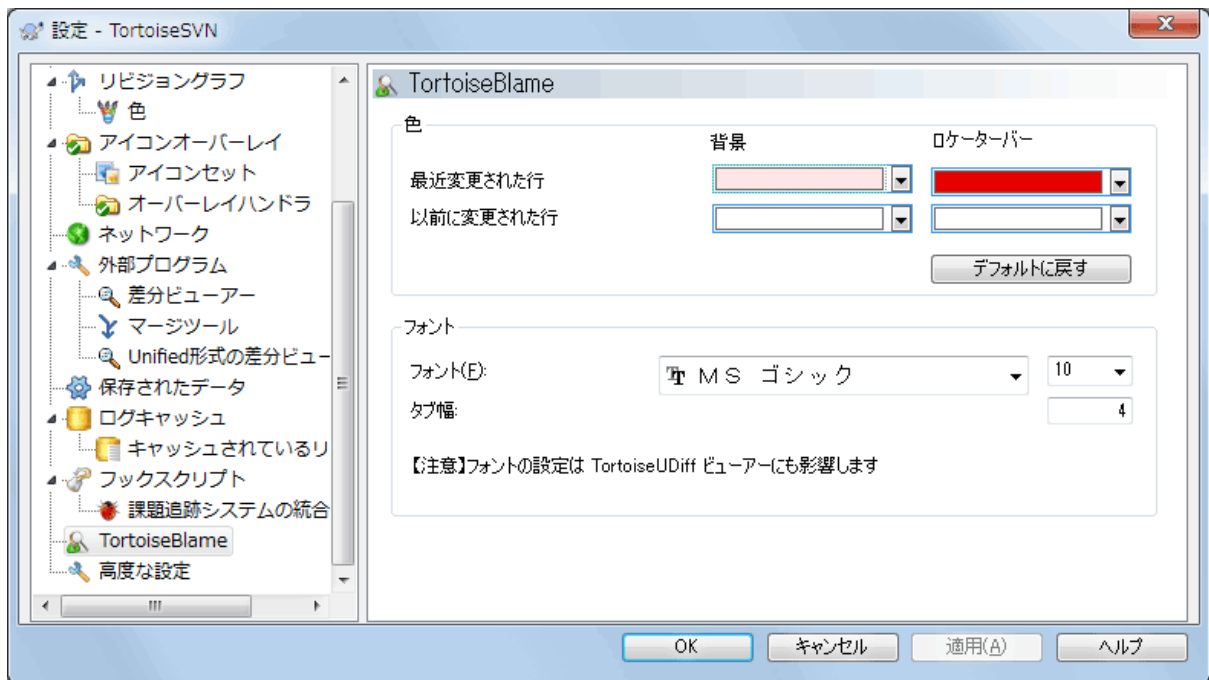 設定 - TortoiseSVN
リビジョングラフ
色
アイコンオーバーレイ
アイコンセット
オーバーレイハンドラ
ネットワーク
外部プログラム
差分ビューアー
マージツール
Unified形式の差分ビュー
保存されたデータ
ログキャッシュ
キャッシュされているリ
フックスクリプト
課題追跡システムの統合
TortoiseBlame
高度な設定
TortoiseBlame
色
背景 ロケーターバー
最近変更された行
以前に変更された行
デフォルトに戻す
フォント
フォント(F): ＭＳ ゴシック 10
タブ幅: 4
【注意】フォントの設定は TortoiseUDiff ビューアーにも影響します
OK キャンセル 適用(A) ヘルプ